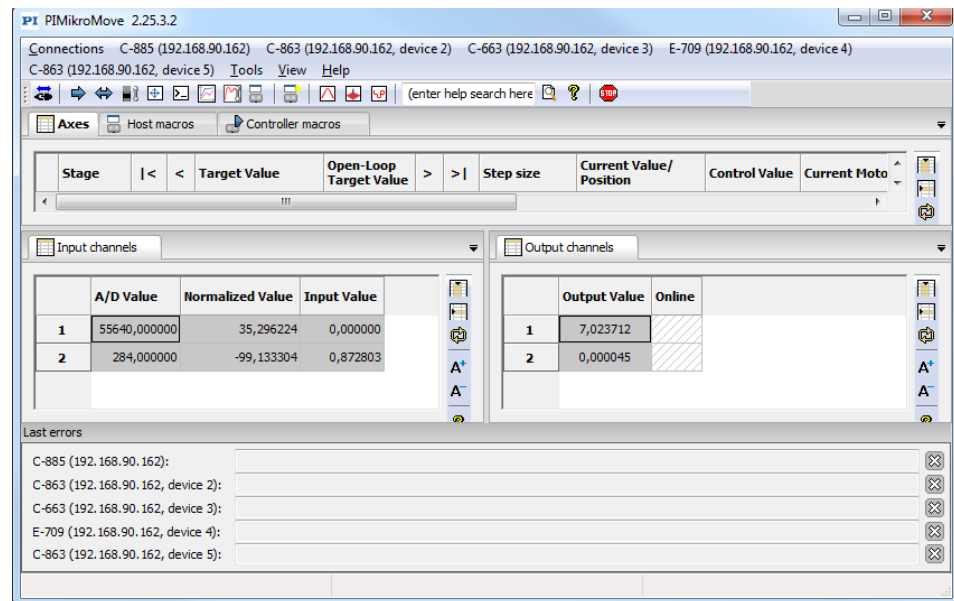 PI PIMikroMove 2.25.3.2
Connections C-885 (192.168.90.162) C-863 (192.168.90.162, device 2) C-663 (192.168.90.162, device 3) E-709 (192.168.90.162, device 4)
C-863 (192.168.90.162, device 5) Tools View Help
(enter help search here STOP
Axes Host macros Controller macros
Stage |< < Target Value Open-Loop Target Value > >| Step size Current Value/ Position Control Value Current Moto
Input channels Output channels
A/D Value Normalized Value Input Value Output Value Online
1 55640,000000 35,296224 0,000000 1 7,023712
2 284,000000 -99,133304 0,872803 2 0,000045
A+ A+
A- A-
Last errors
C-885 (192.168.90.162):
C-863 (192.168.90.162, device 2):
C-663 (192.168.90.162, device 3):
E-709 (192.168.90.162, device 4):
C-863 (192.168.90.162, device 5):